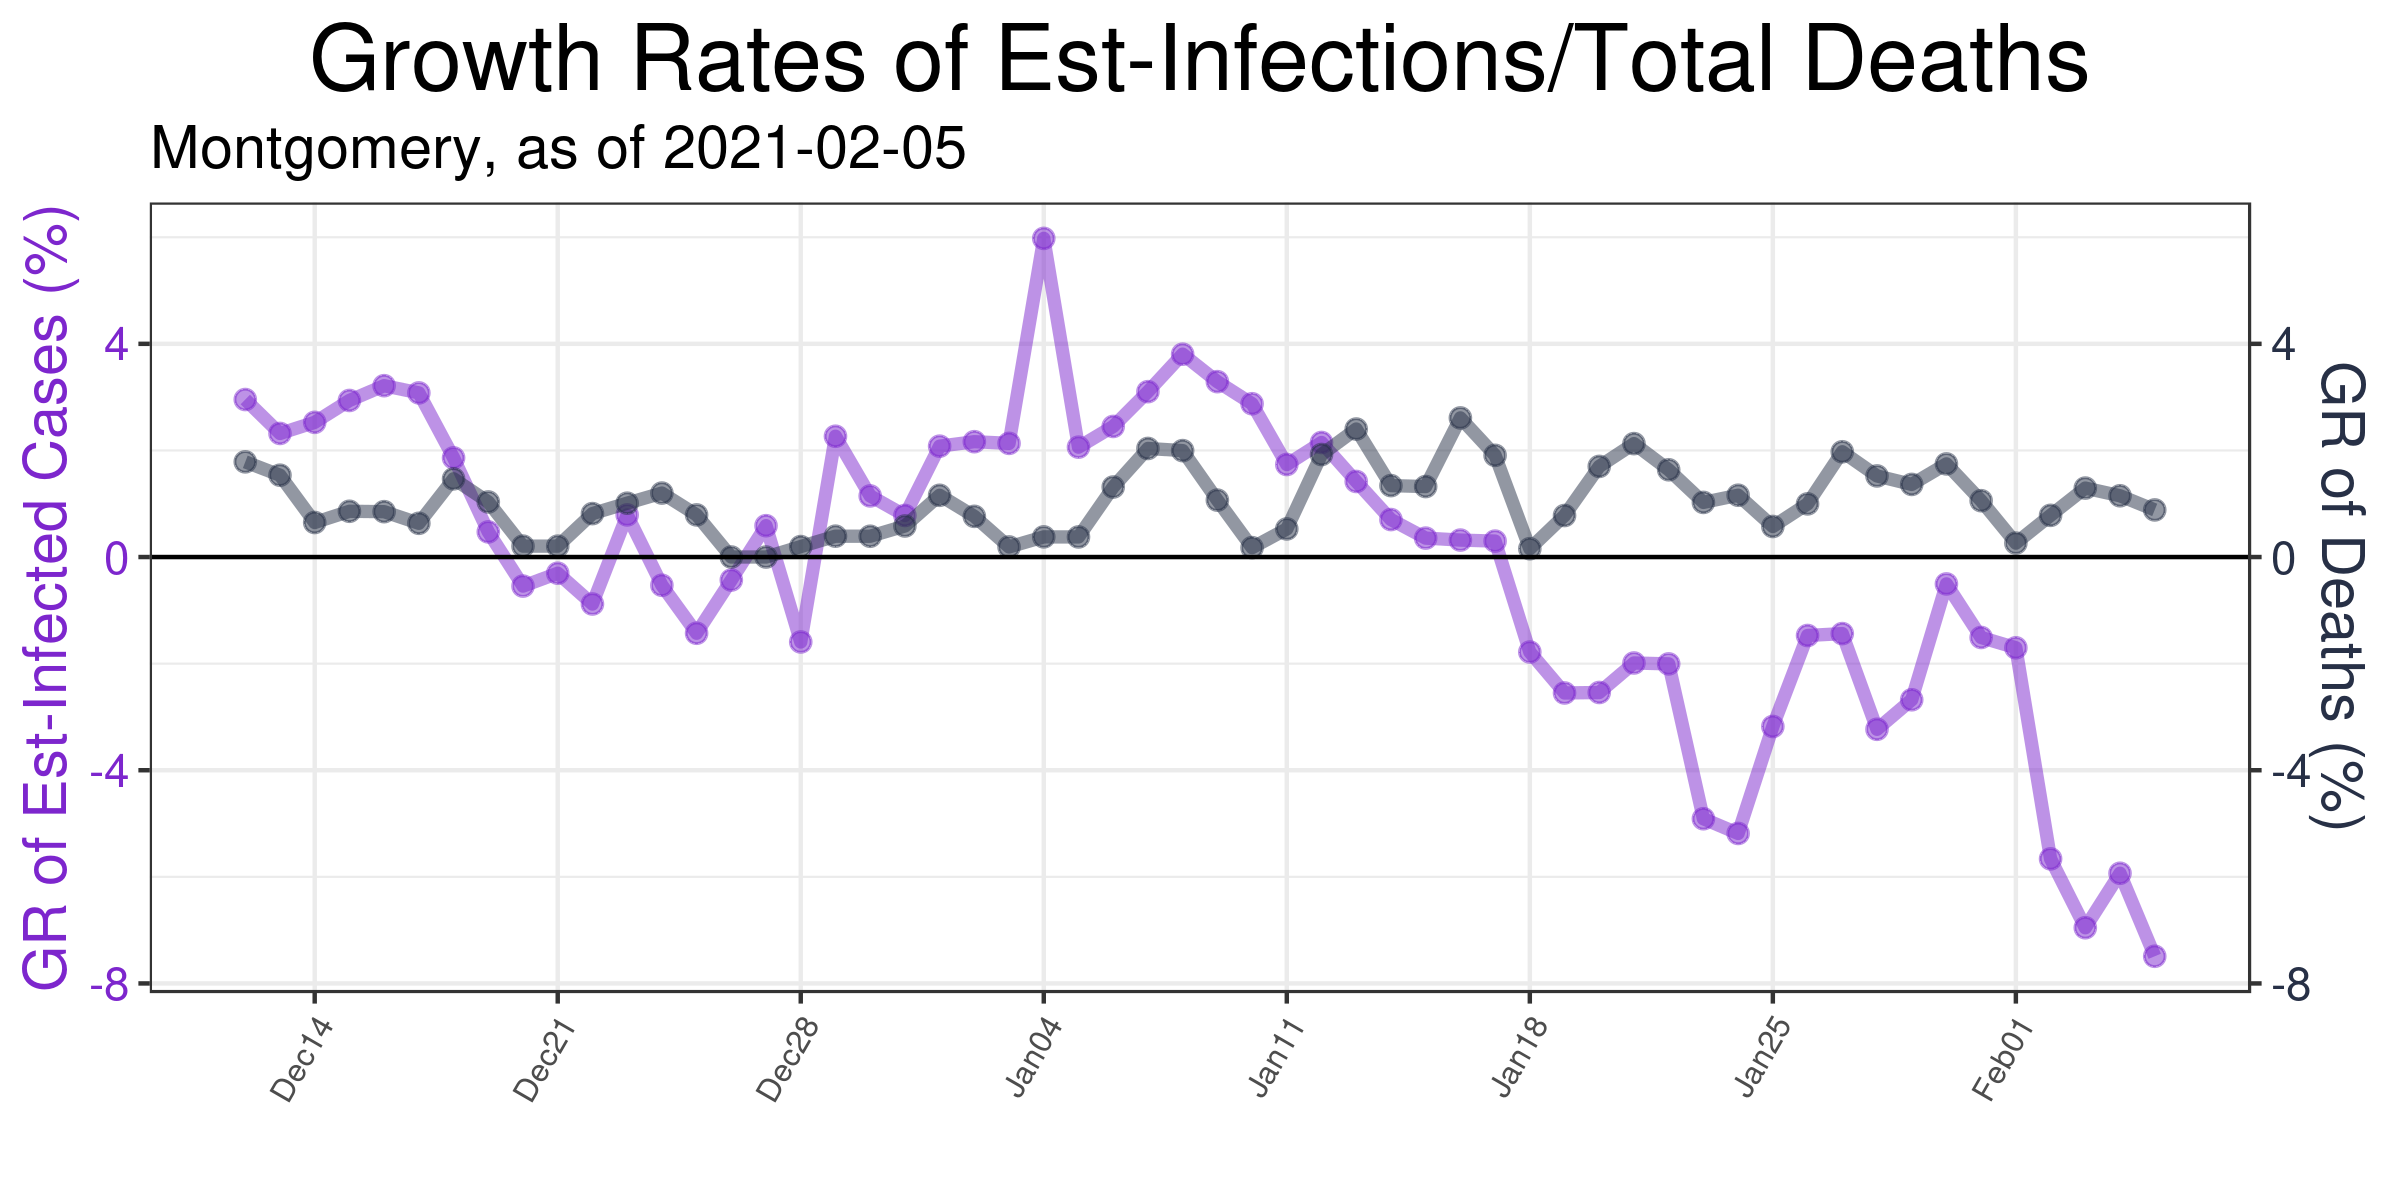 Growth Rates of Est-Infections/Total Deaths
Montgomery, as of 2021-02-05
GR of Est-Infected Cases (%)
4
0
-4
-8
4
0
-4
-8
GR of Deaths (%)
Dec14
Dec21
Dec28
Jan04
Jan11
Jan18
Jan25
Feb01